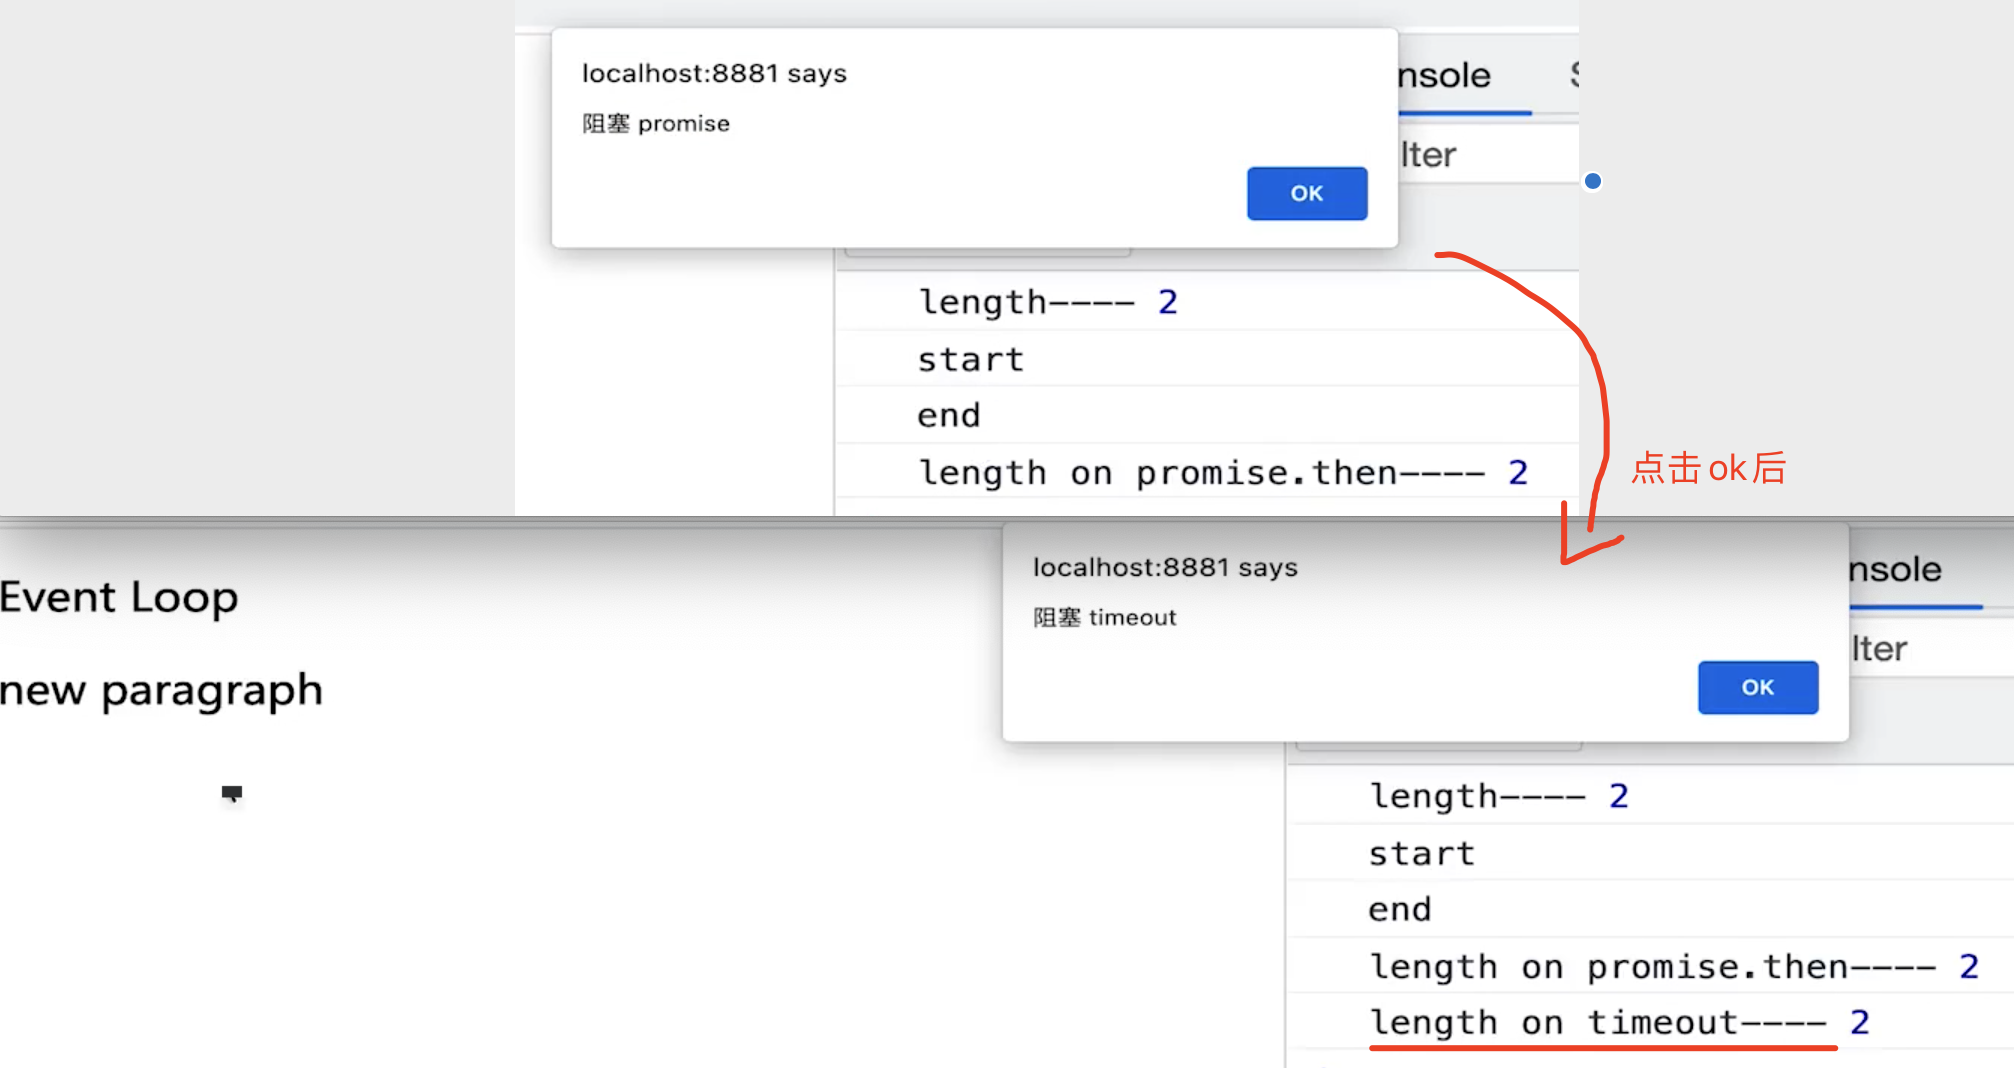 localhost:8881 says
阻塞 promise
OK
nsole
lter
length---- 2
start
end
length on promise.then---- 2
点击ok后
Event Loop
new paragraph
localhost:8881 says
阻塞 timeout
OK
nsole
lter
length---- 2
start
end
length on promise.then---- 2
length on timeout---- 2